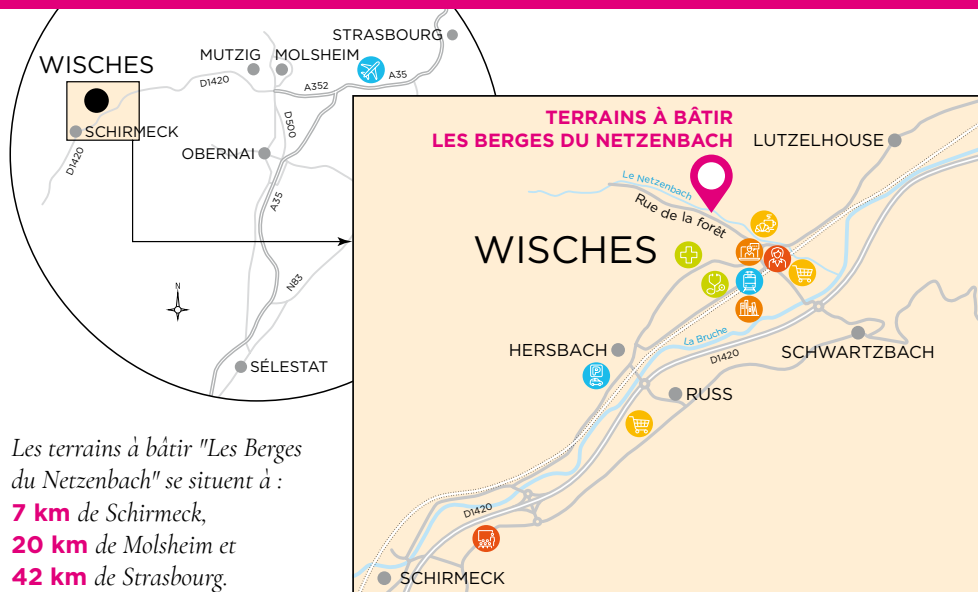 STRASBOURG
MUTZIG
MOLSHEIM
WISCHES
A35
A352
D1420
D500
SCHIRMECK
OBERNAI
D1420
A35
N83
N
SÉLESTAT
TERRAINS À BÂTIR
LES BERGES DU NETZENBACH
LUTZELHOUSE
Le Netzenbach
Rue de la forêt
WISCHES
La Bruche
HERSBACH
D1420
SCHWARTZBACH
P
RUSS
D1420
SCHIRMECK
Les terrains à bâtir "Les Berges
du Netzenbach" se situent à :
7 km de Schirmeck,
20 km de Molsheim et
42 km de Strasbourg.